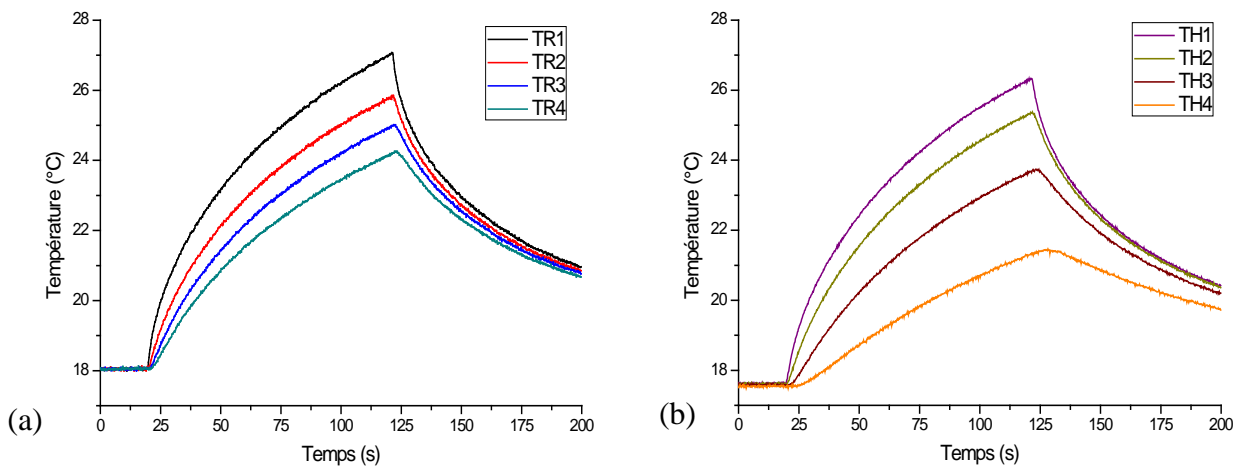 28
26
24
22
20
18
0 25 50 75 100 125 150 175 200
Température (°C)
Temps (s)
TR1
TR2
TR3
TR4
(a)
28
26
24
22
20
18
0 25 50 75 100 125 150 175 200
Température (°C)
Temps (s)
TH1
TH2
TH3
TH4
(b)